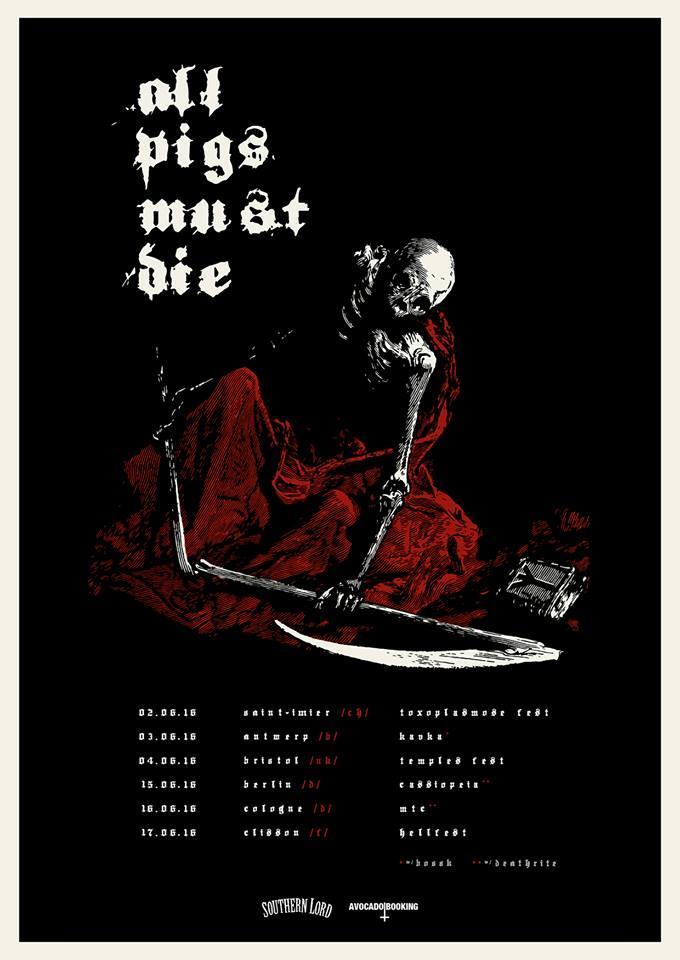 all
pigs
must
die
02.06.16 saint-imier /ch/ toxoplasmose fest
03.06.16 antwerp /b/ kavka*
04.06.16 bristol /uk/ temples fest
15.06.16 berlin /d/ cassiopeia**
16.06.16 cologne /d/ mtc**
17.06.16 clisson /f/ hellfest
* w/ bossk ** w/ deathrite
SOUTHERN LORD AVOCADO BOOKING